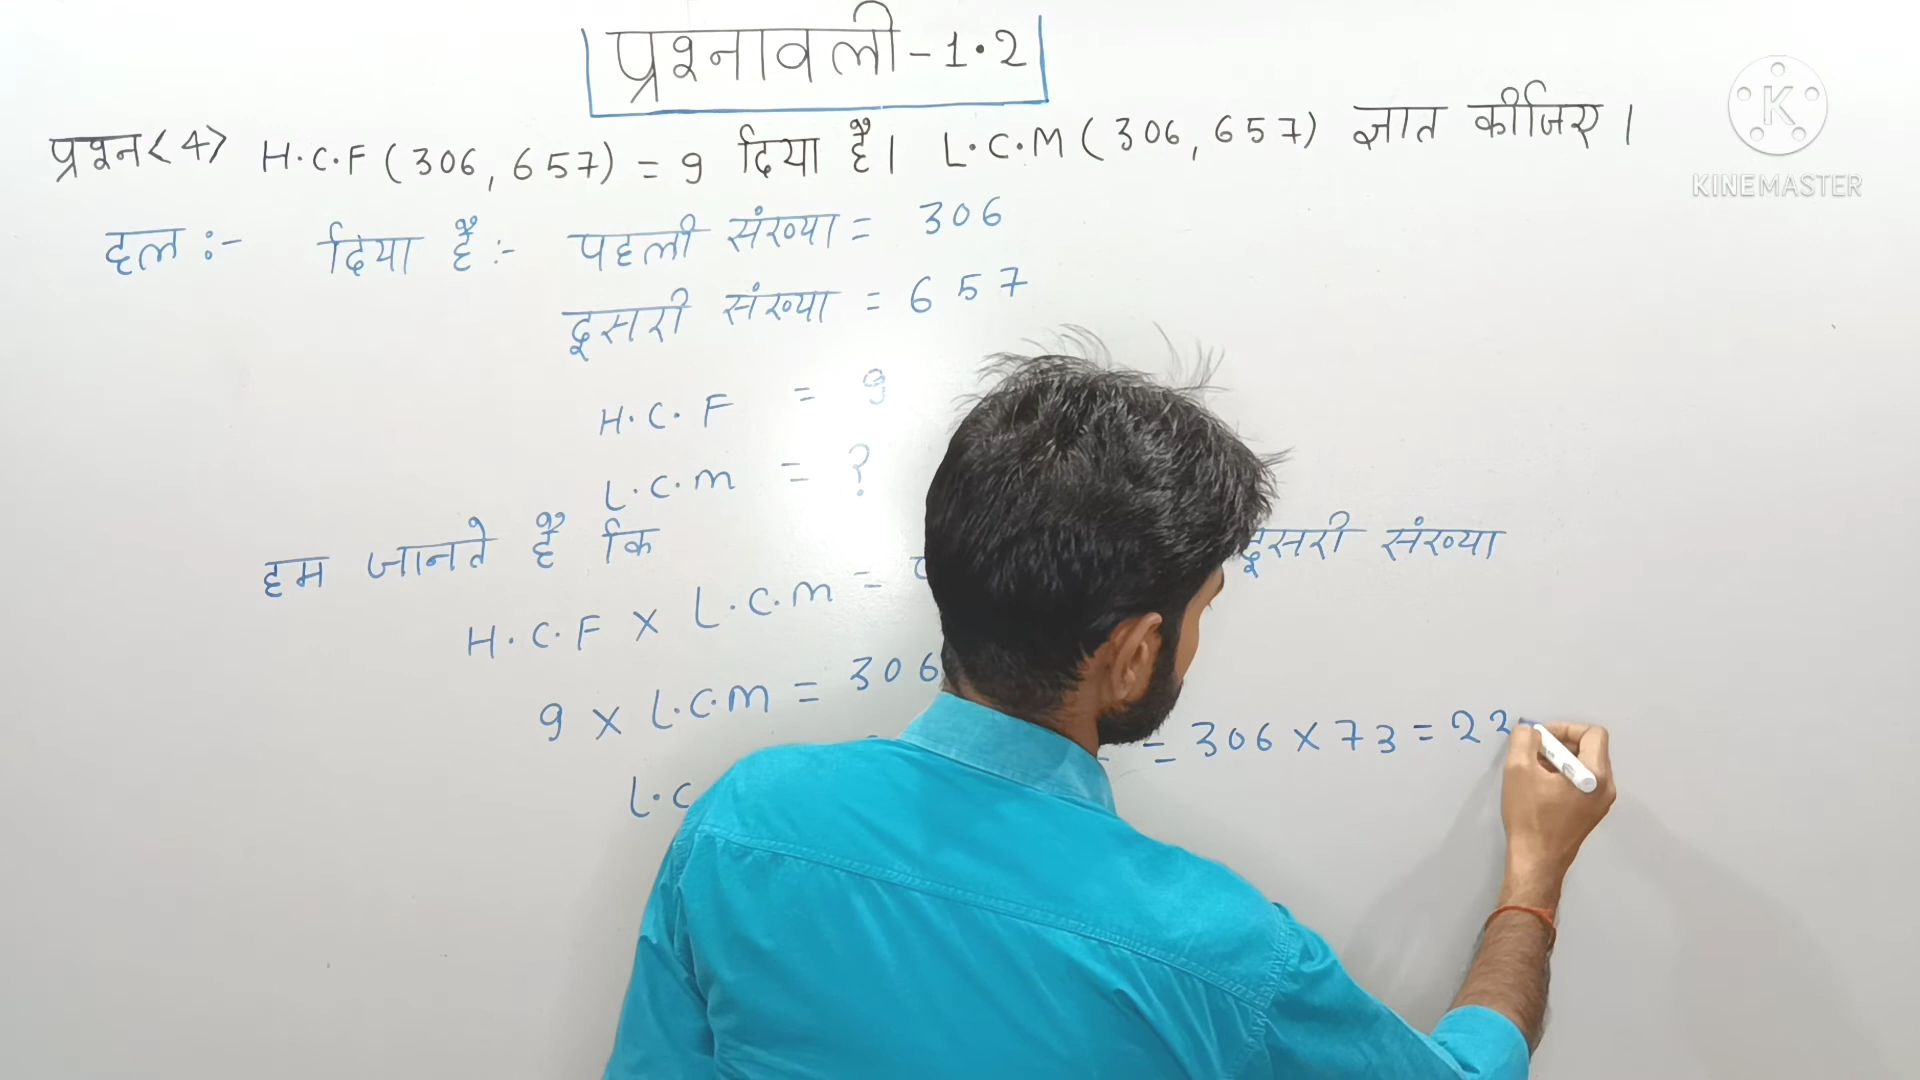 प्रश्नावली - 1.2
प्रश्न<4> H.C.F (306, 657) = 9 दिया है। L.C.M (306, 657) ज्ञात कीजिए।
KINEMASTER
हल :- दिया है :- पहली संख्या = 306
दूसरी संख्या = 657
H.C.F = 9
L.C.M = ?
हम जानते हैं कि
H.C.F × L.C.M = दूसरी संख्या
9 × L.C.M = 306
L.C = 306 × 73 = 22